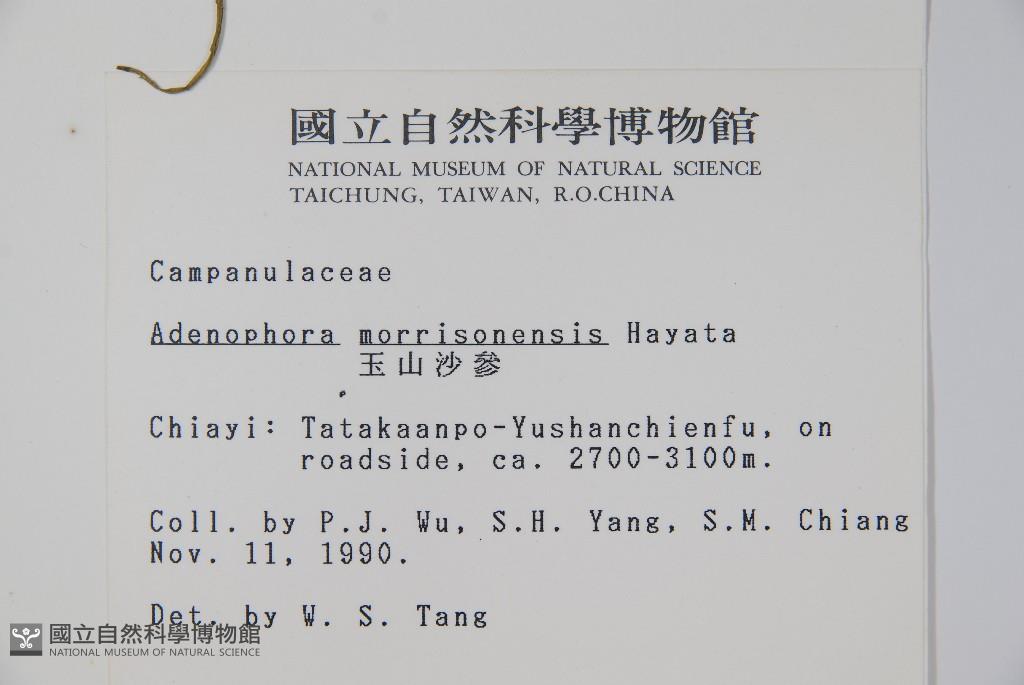 國立自然科學博物館
NATIONAL MUSEUM OF NATURAL SCIENCE
TAICHUNG, TAIWAN, R.O.CHINA
Campanulaceae
Adenophora morrisonensis Hayata
玉山沙參
Chiayi: Tatakaanpo-Yushanchienfu, on
roadside, ca. 2700-3100m.
Coll. by P.J. Wu, S.H. Yang, S.M. Chiang
Nov. 11, 1990.
Det. by W. S. Tang
國立自然科學博物館
NATIONAL MUSEUM OF NATURAL SCIENCE